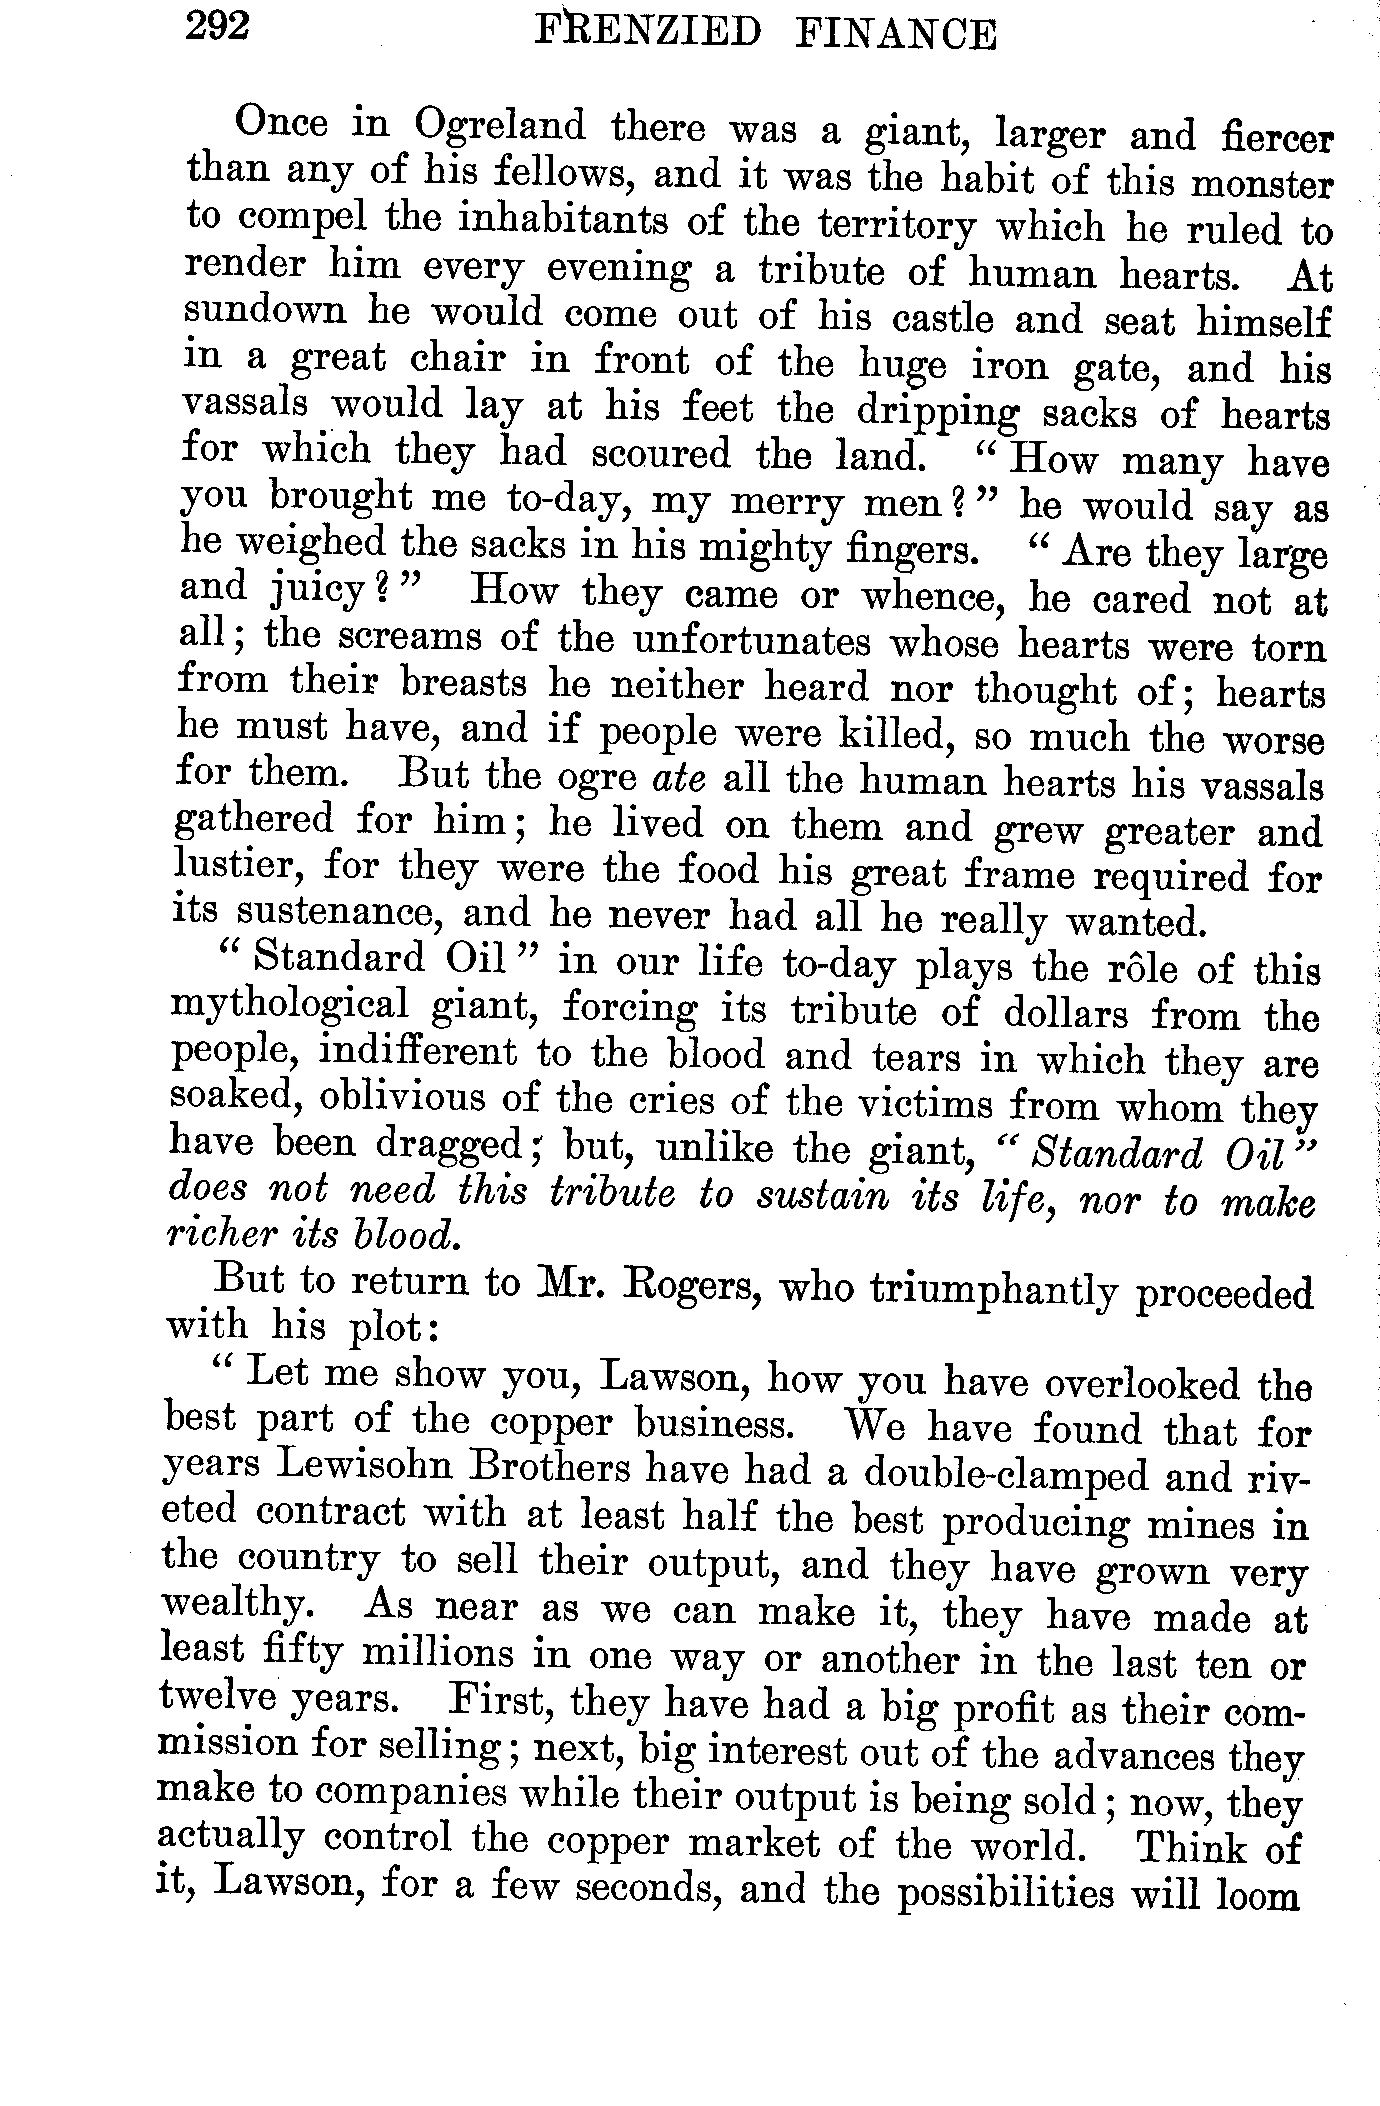 292 FRENZIED FINANCE
Once in Ogreland there was a giant, larger and fiercer
than any of his fellows, and it was the habit of this monster
to compel the inhabitants of the territory which he ruled to
render him every evening a tribute of human hearts. At
sundown he would come out of his castle and seat himself
in a great chair in front of the huge iron gate, and his
vassals would lay at his feet the dripping sacks of hearts
for which they had scoured the land. “ How many have
you brought me to-day, my merry men ? ” he would say as
he weighed the sacks in his mighty fingers. “ Are they large
and juicy ? ” How they came or whence, he cared not at
all ; the screams of the unfortunates whose hearts were torn
from their breasts he neither heard nor thought of ; hearts
he must have, and if people were killed, so much the worse
for them. But the ogre ate all the human hearts his vassals
gathered for him ; he lived on them and grew greater and
lustier, for they were the food his great frame required for
its sustenance, and he never had all he really wanted.
“ Standard Oil ” in our life to-day plays the rôle of this
mythological giant, forcing its tribute of dollars from the
people, indifferent to the blood and tears in which they are
soaked, oblivious of the cries of the victims from whom they
have been dragged ; but, unlike the giant, “ Standard Oil ”
does not need this tribute to sustain its life, nor to make
richer its blood.
But to return to Mr. Rogers, who triumphantly proceeded
with his plot :
“ Let me show you, Lawson, how you have overlooked the
best part of the copper business. We have found that for
years Lewisohn Brothers have had a double-clamped and riv-
eted contract with at least half the best producing mines in
the country to sell their output, and they have grown very
wealthy. As near as we can make it, they have made at
least fifty millions in one way or another in the last ten or
twelve years. First, they have had a big profit as their com-
mission for selling ; next, big interest out of the advances they
make to companies while their output is being sold ; now, they
actually control the copper market of the world. Think of
it, Lawson, for a few seconds, and the possibilities will loom